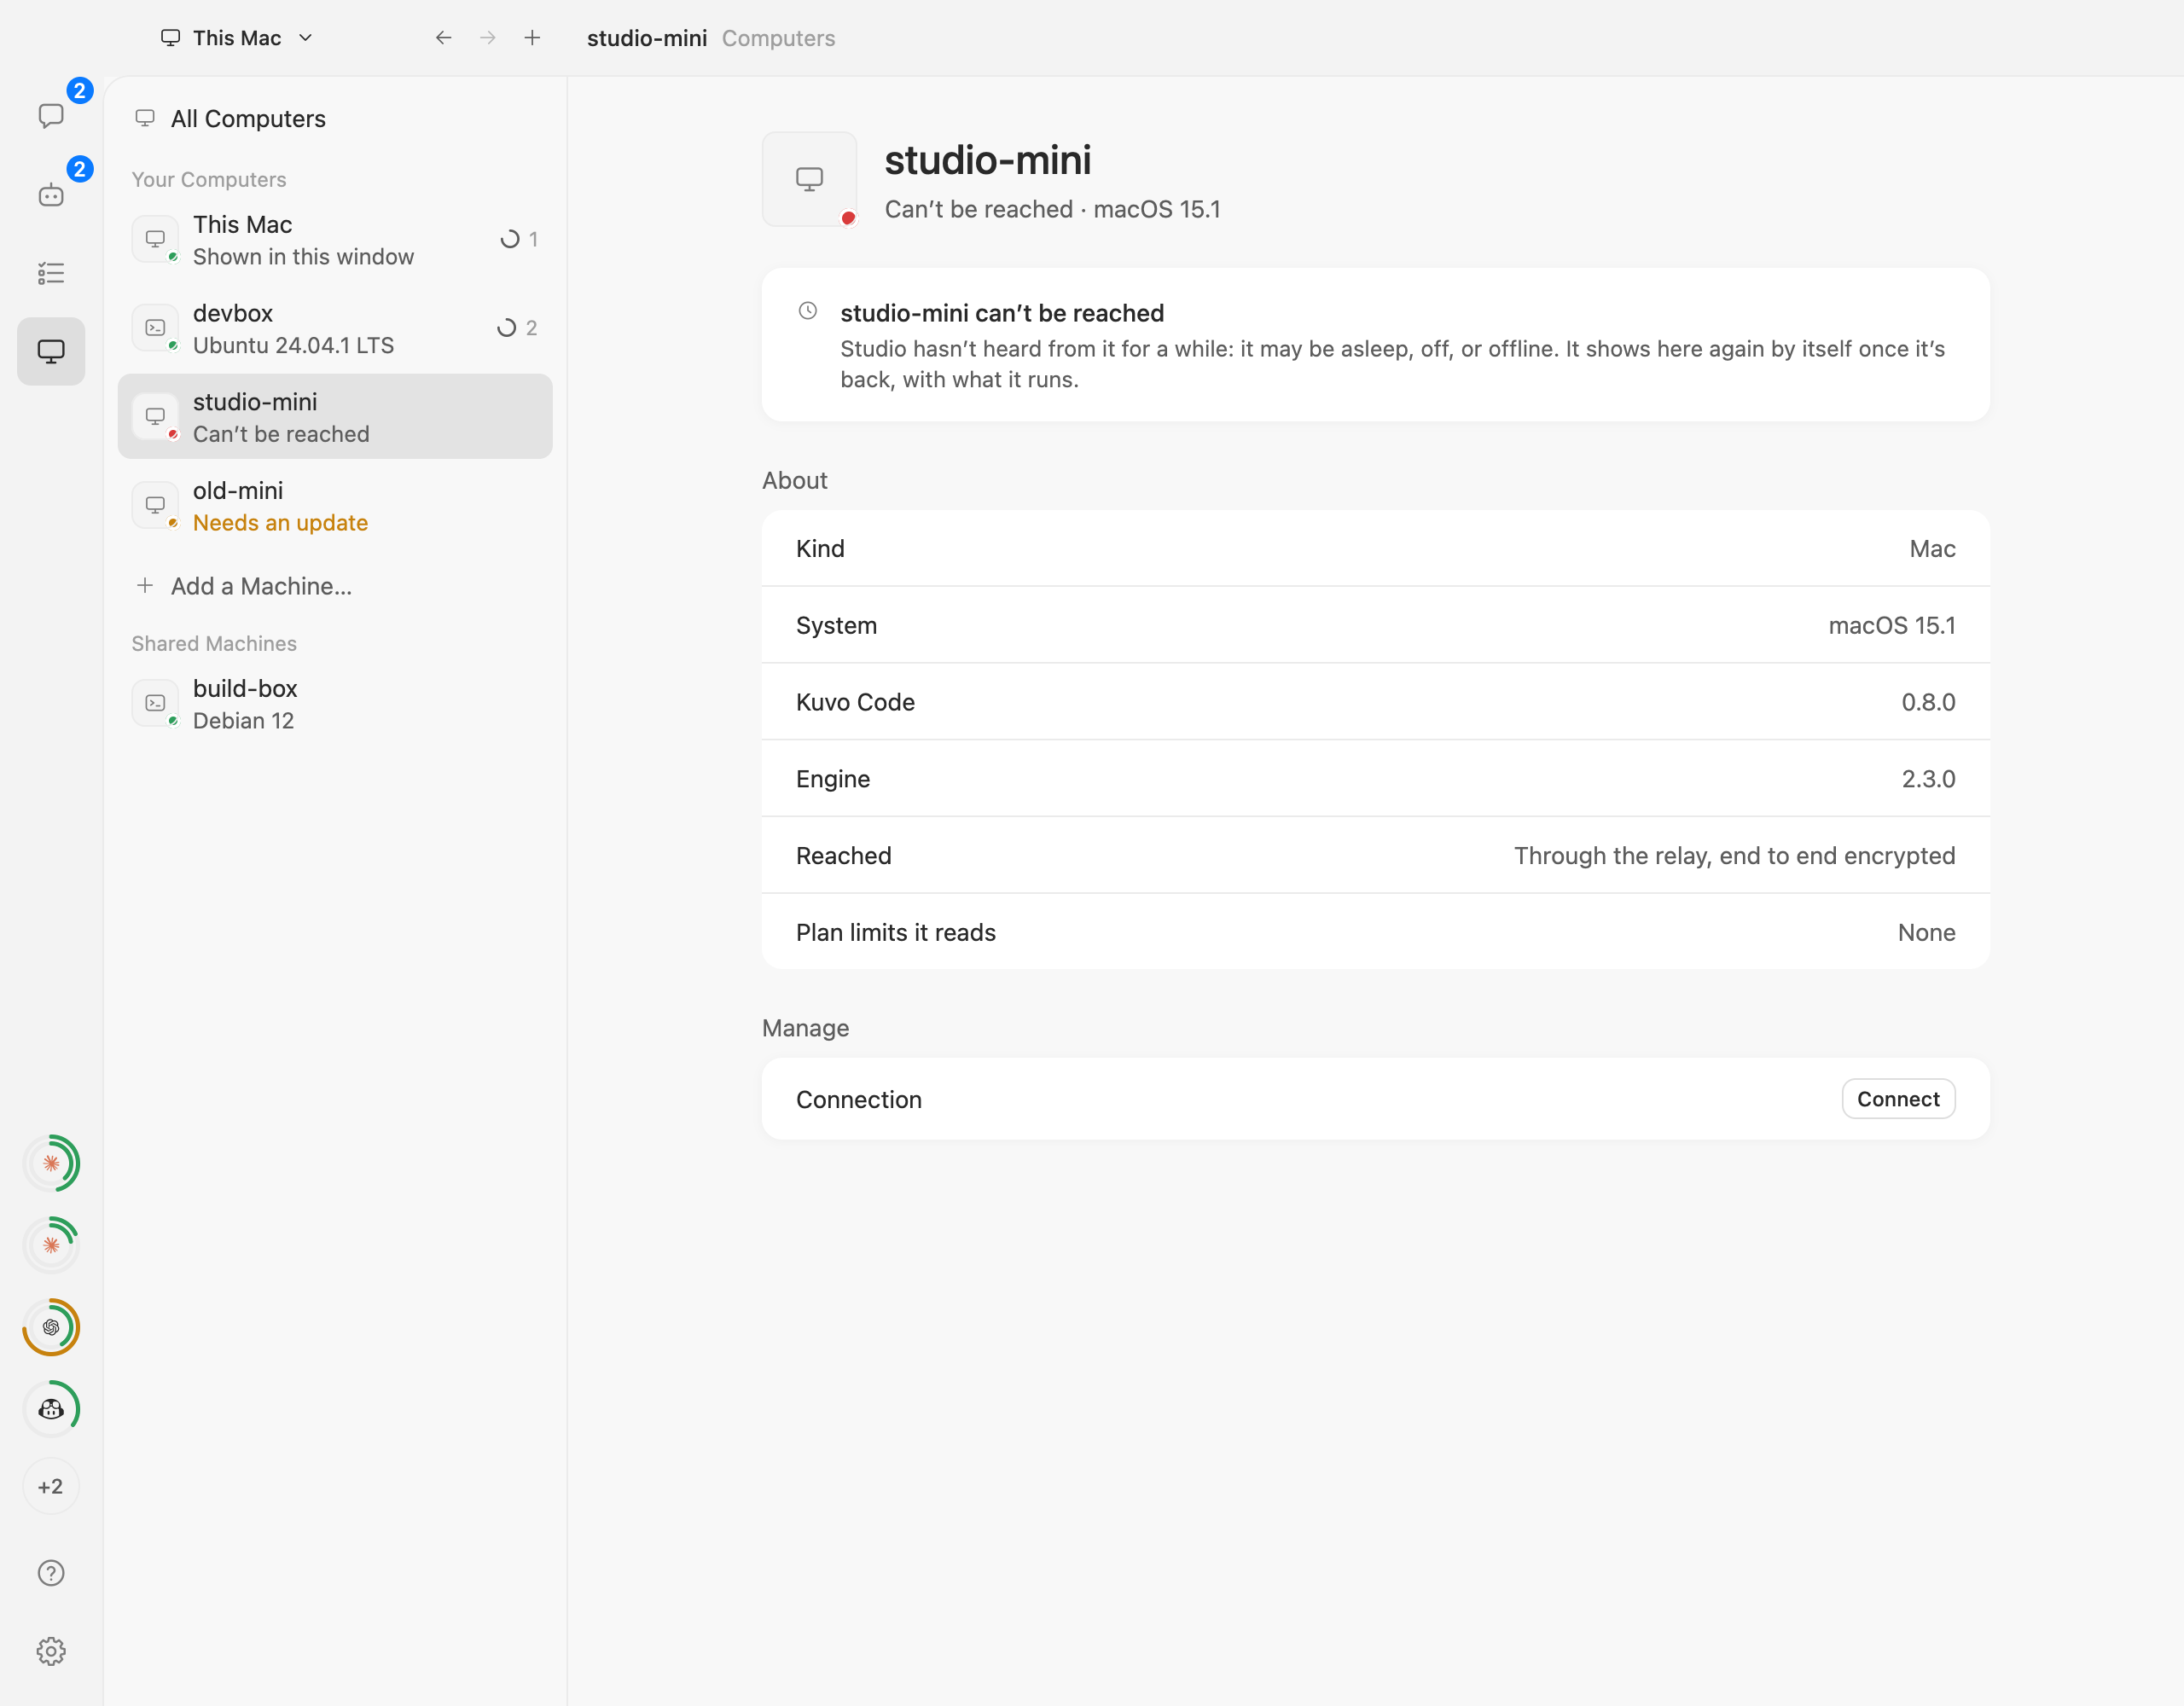 This Mac
studio-mini Computers
2
2
All Computers
Your Computers
This Mac
Shown in this window
1
devbox
Ubuntu 24.04.1 LTS
2
studio-mini
Can’t be reached
old-mini
Needs an update
Add a Machine...
Shared Machines
build-box
Debian 12
+2
studio-mini
Can’t be reached · macOS 15.1
studio-mini can’t be reached
Studio hasn’t heard from it for a while: it may be asleep, off, or offline. It shows here again by itself once it’s
back, with what it runs.
About
Kind Mac
System macOS 15.1
Kuvo Code 0.8.0
Engine 2.3.0
Reached Through the relay, end to end encrypted
Plan limits it reads None
Manage
Connection Connect